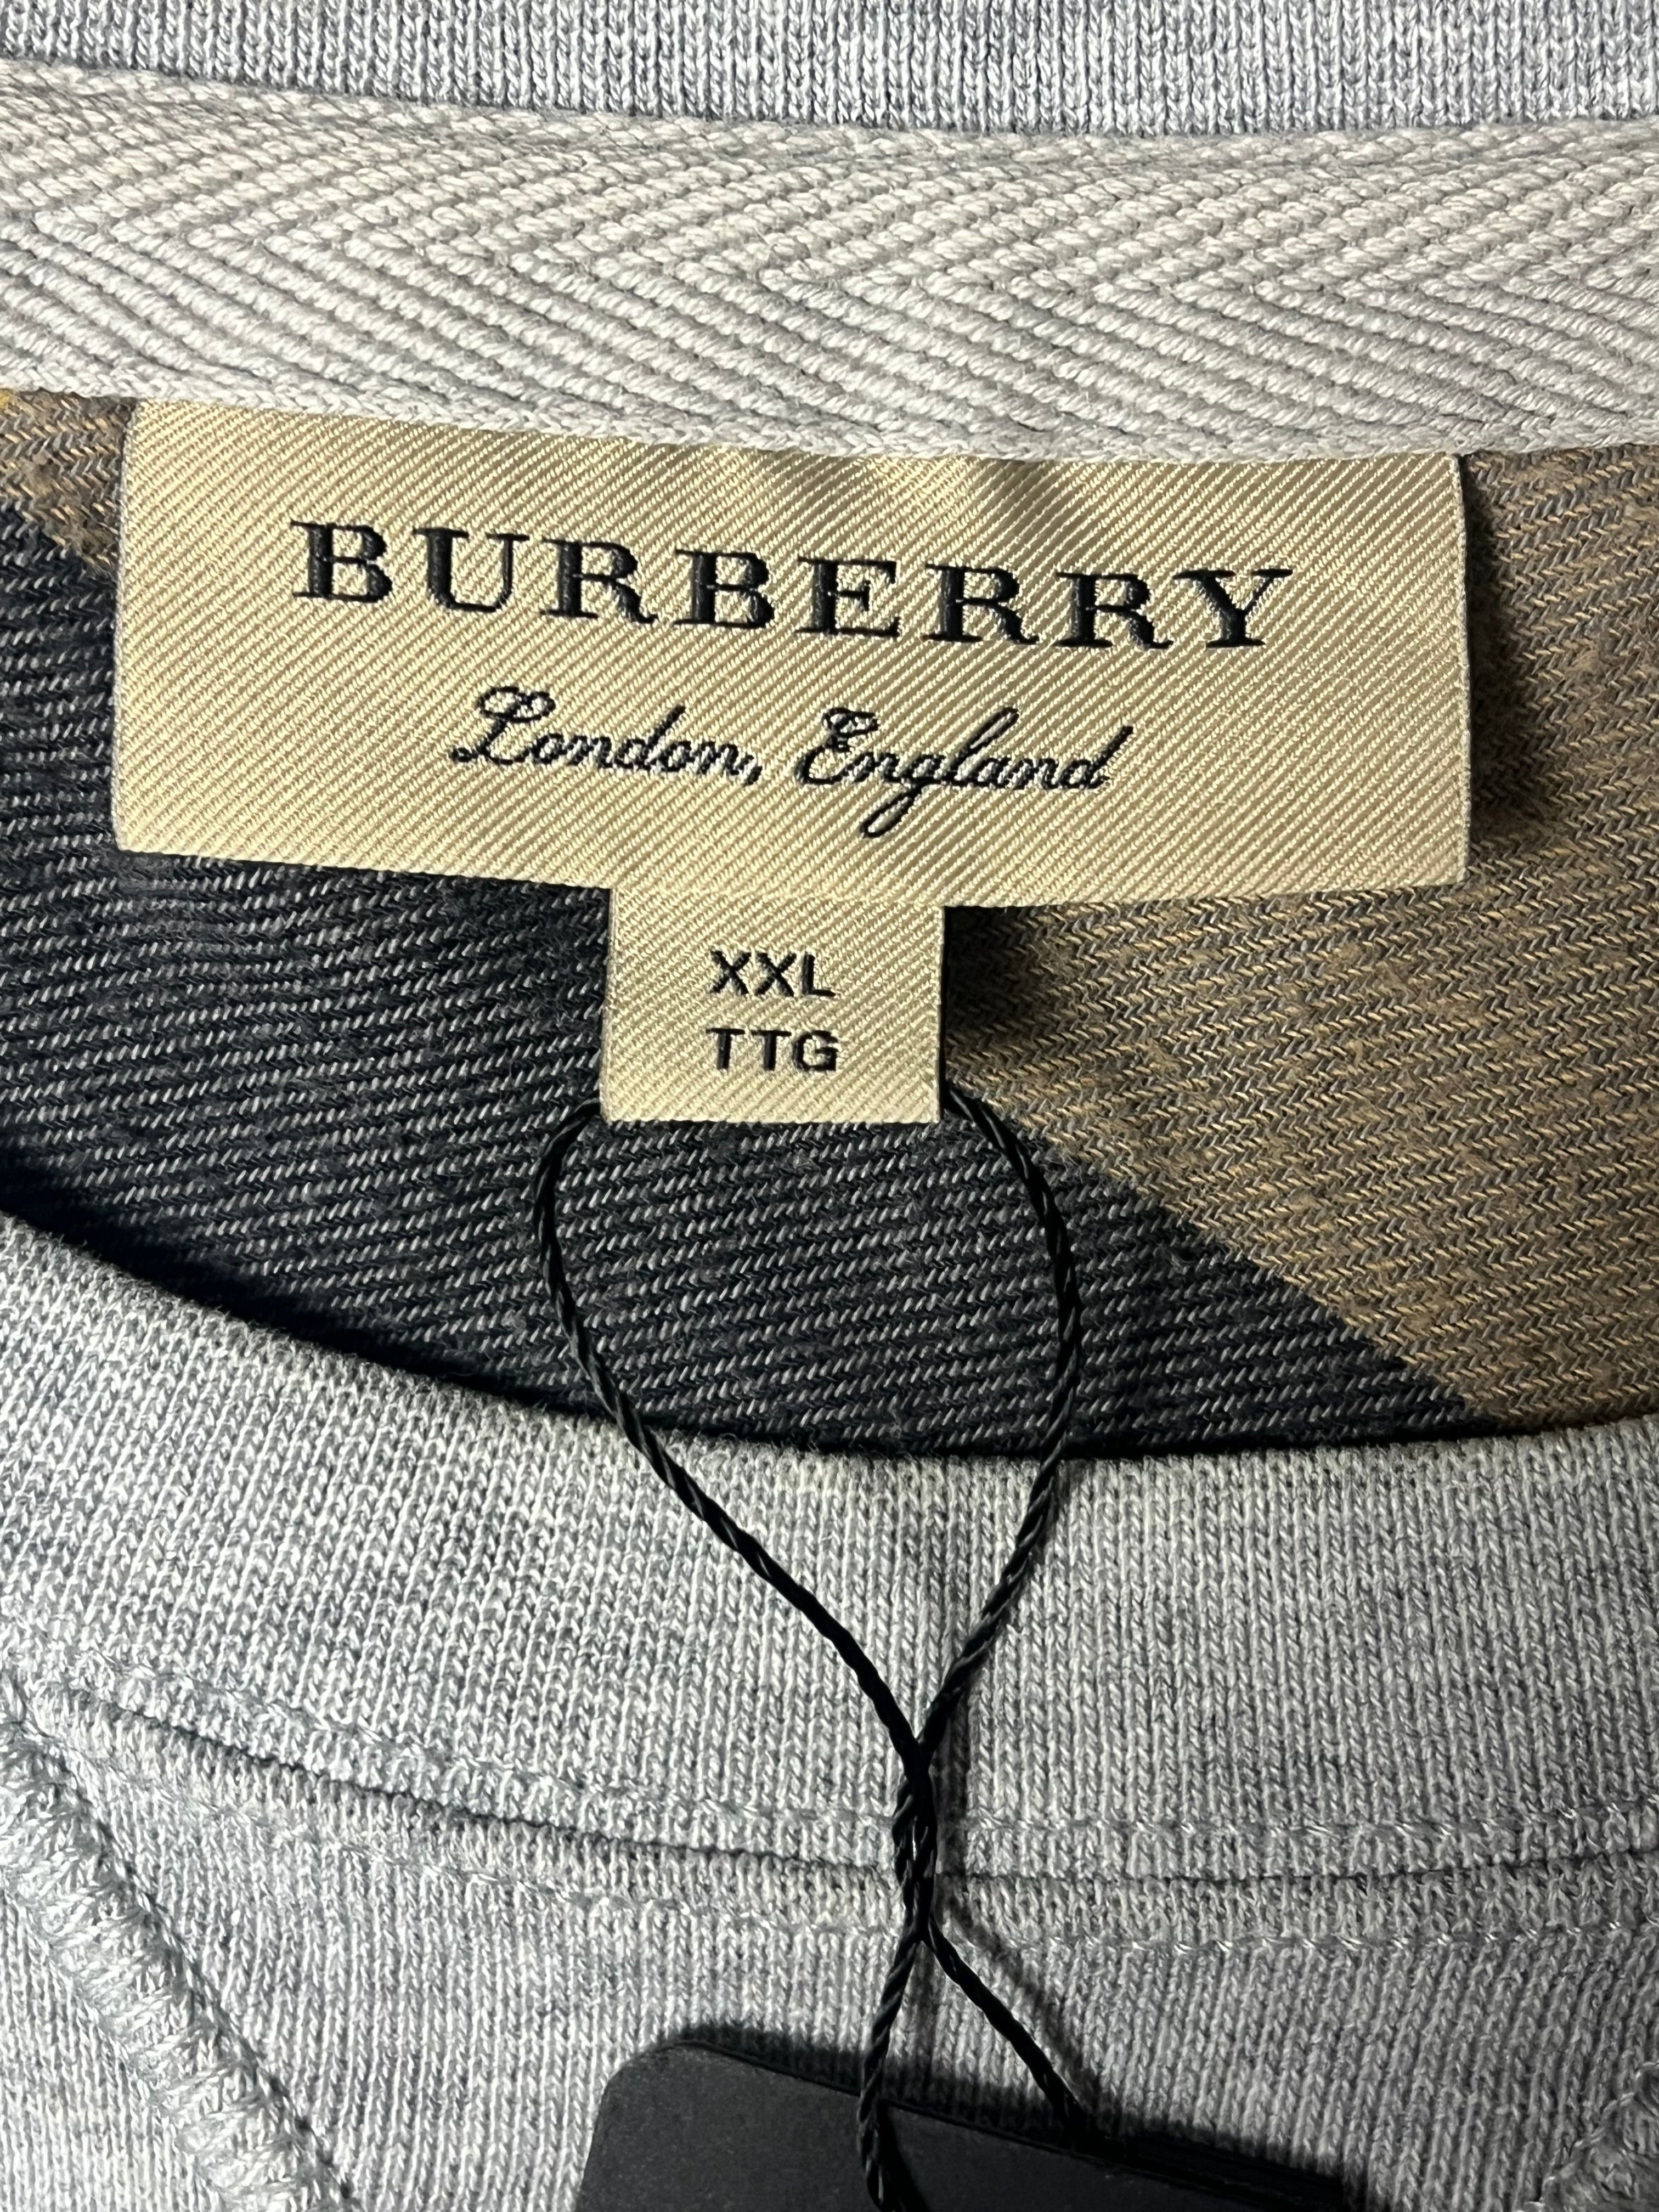 BURBERRY
London, England
XXL
TTG